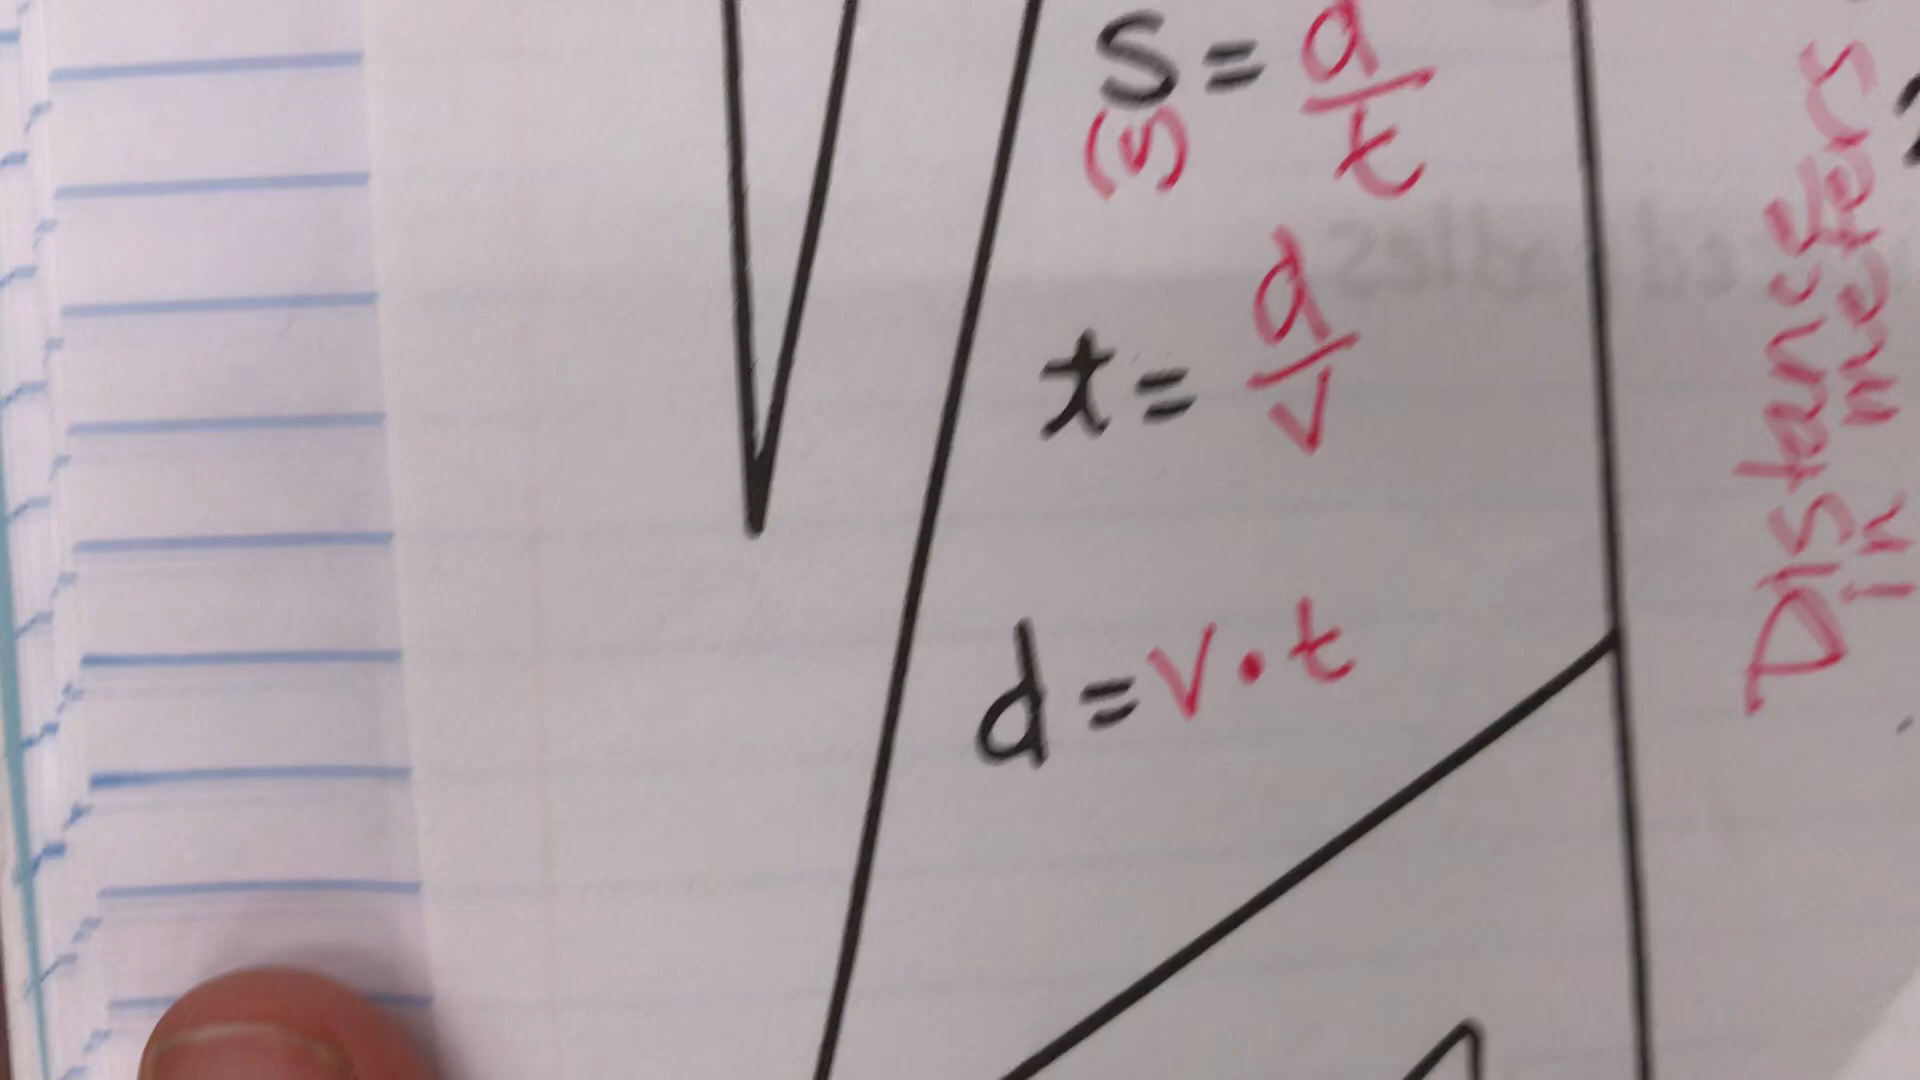 S = d/t
(s)
t = d/v
d = v · t
Distance
in meters